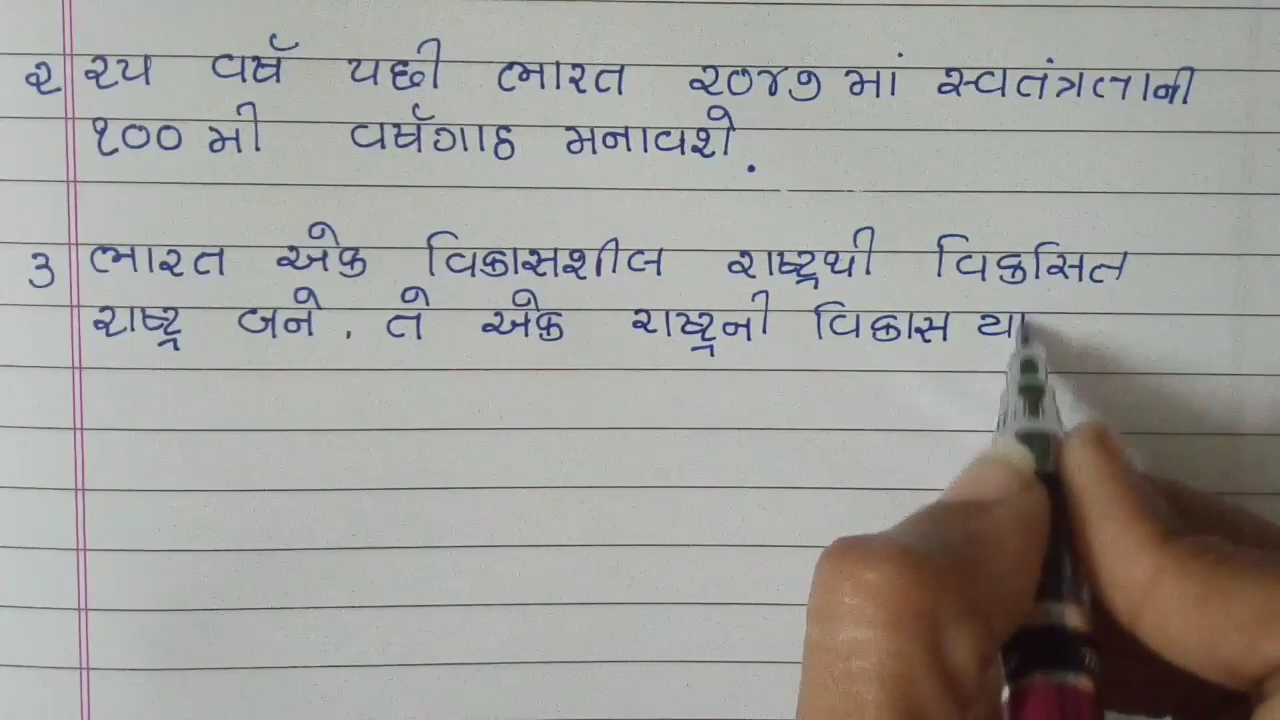 ૨ ૨૫ વર્ષ પછી ભારત ૨૦૪૭ માં સ્વતંત્રતાની
૧૦૦ મી વર્ષગાઠ મનાવશે.
૩ ભારત એક વિકાસશીલ રાષ્ટ્રથી વિકસિત
રાષ્ટ્ર બને. તે એક રાષ્ટ્રની વિકાસ યા